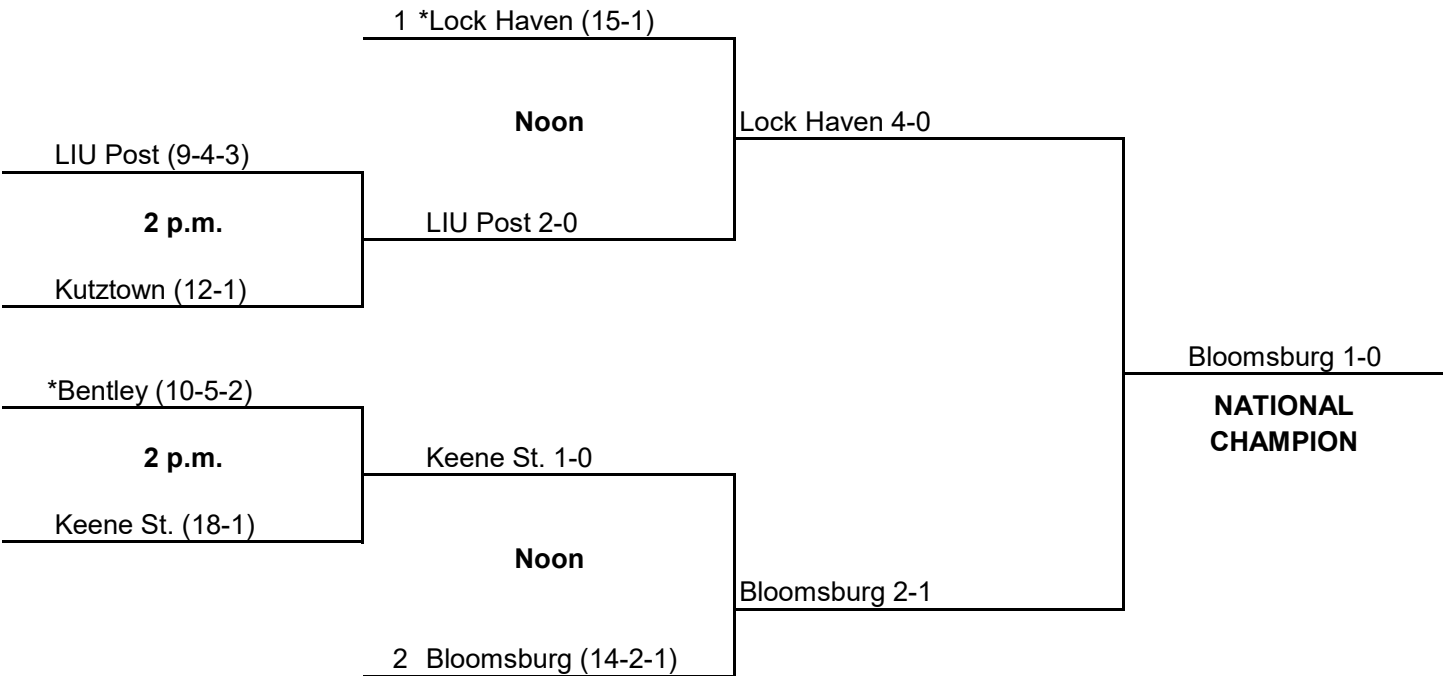 1 *Lock Haven (15-1)
Noon
Lock Haven 4-0
LIU Post (9-4-3)
2 p.m.
LIU Post 2-0
Kutztown (12-1)
Bloomsburg 1-0
*Bentley (10-5-2)
NATIONAL
CHAMPION
2 p.m.
Keene St. 1-0
Keene St. (18-1)
Noon
Bloomsburg 2-1
2 Bloomsburg (14-2-1)